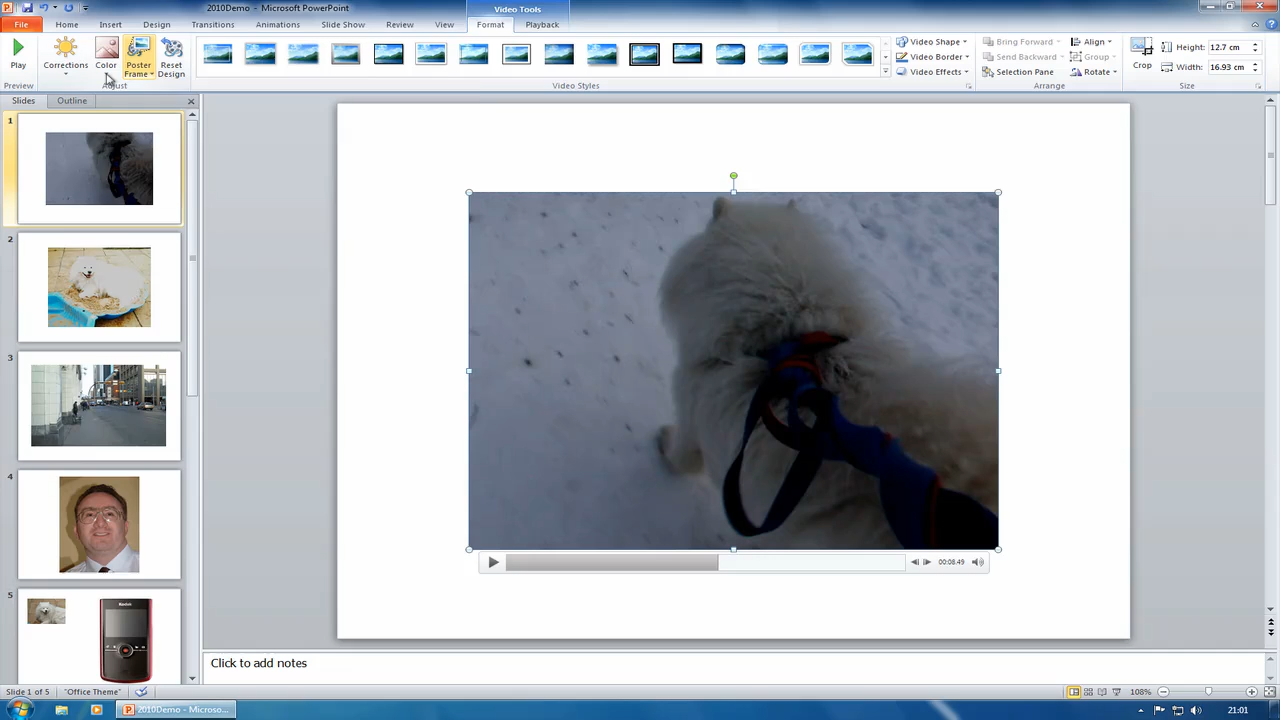 2010Demo - Microsoft PowerPoint
Video Tools
File Home Insert Design Transitions Animations Slide Show Review View Format Playback
Play
Corrections
Color
Poster Frame
Reset Design
Video Shape
Video Border
Video Effects
Bring Forward
Send Backward
Selection Pane
Align
Group
Rotate
Crop
Height: 12.7 cm
Width: 16.93 cm
Preview Adjust Video Styles Arrange Size
Slides Outline
1
2
3
4
5
Kodak
00:08.49
Click to add notes
Slide 1 of 5 "Office Theme" 108%
2010Demo - Microso... 21:01